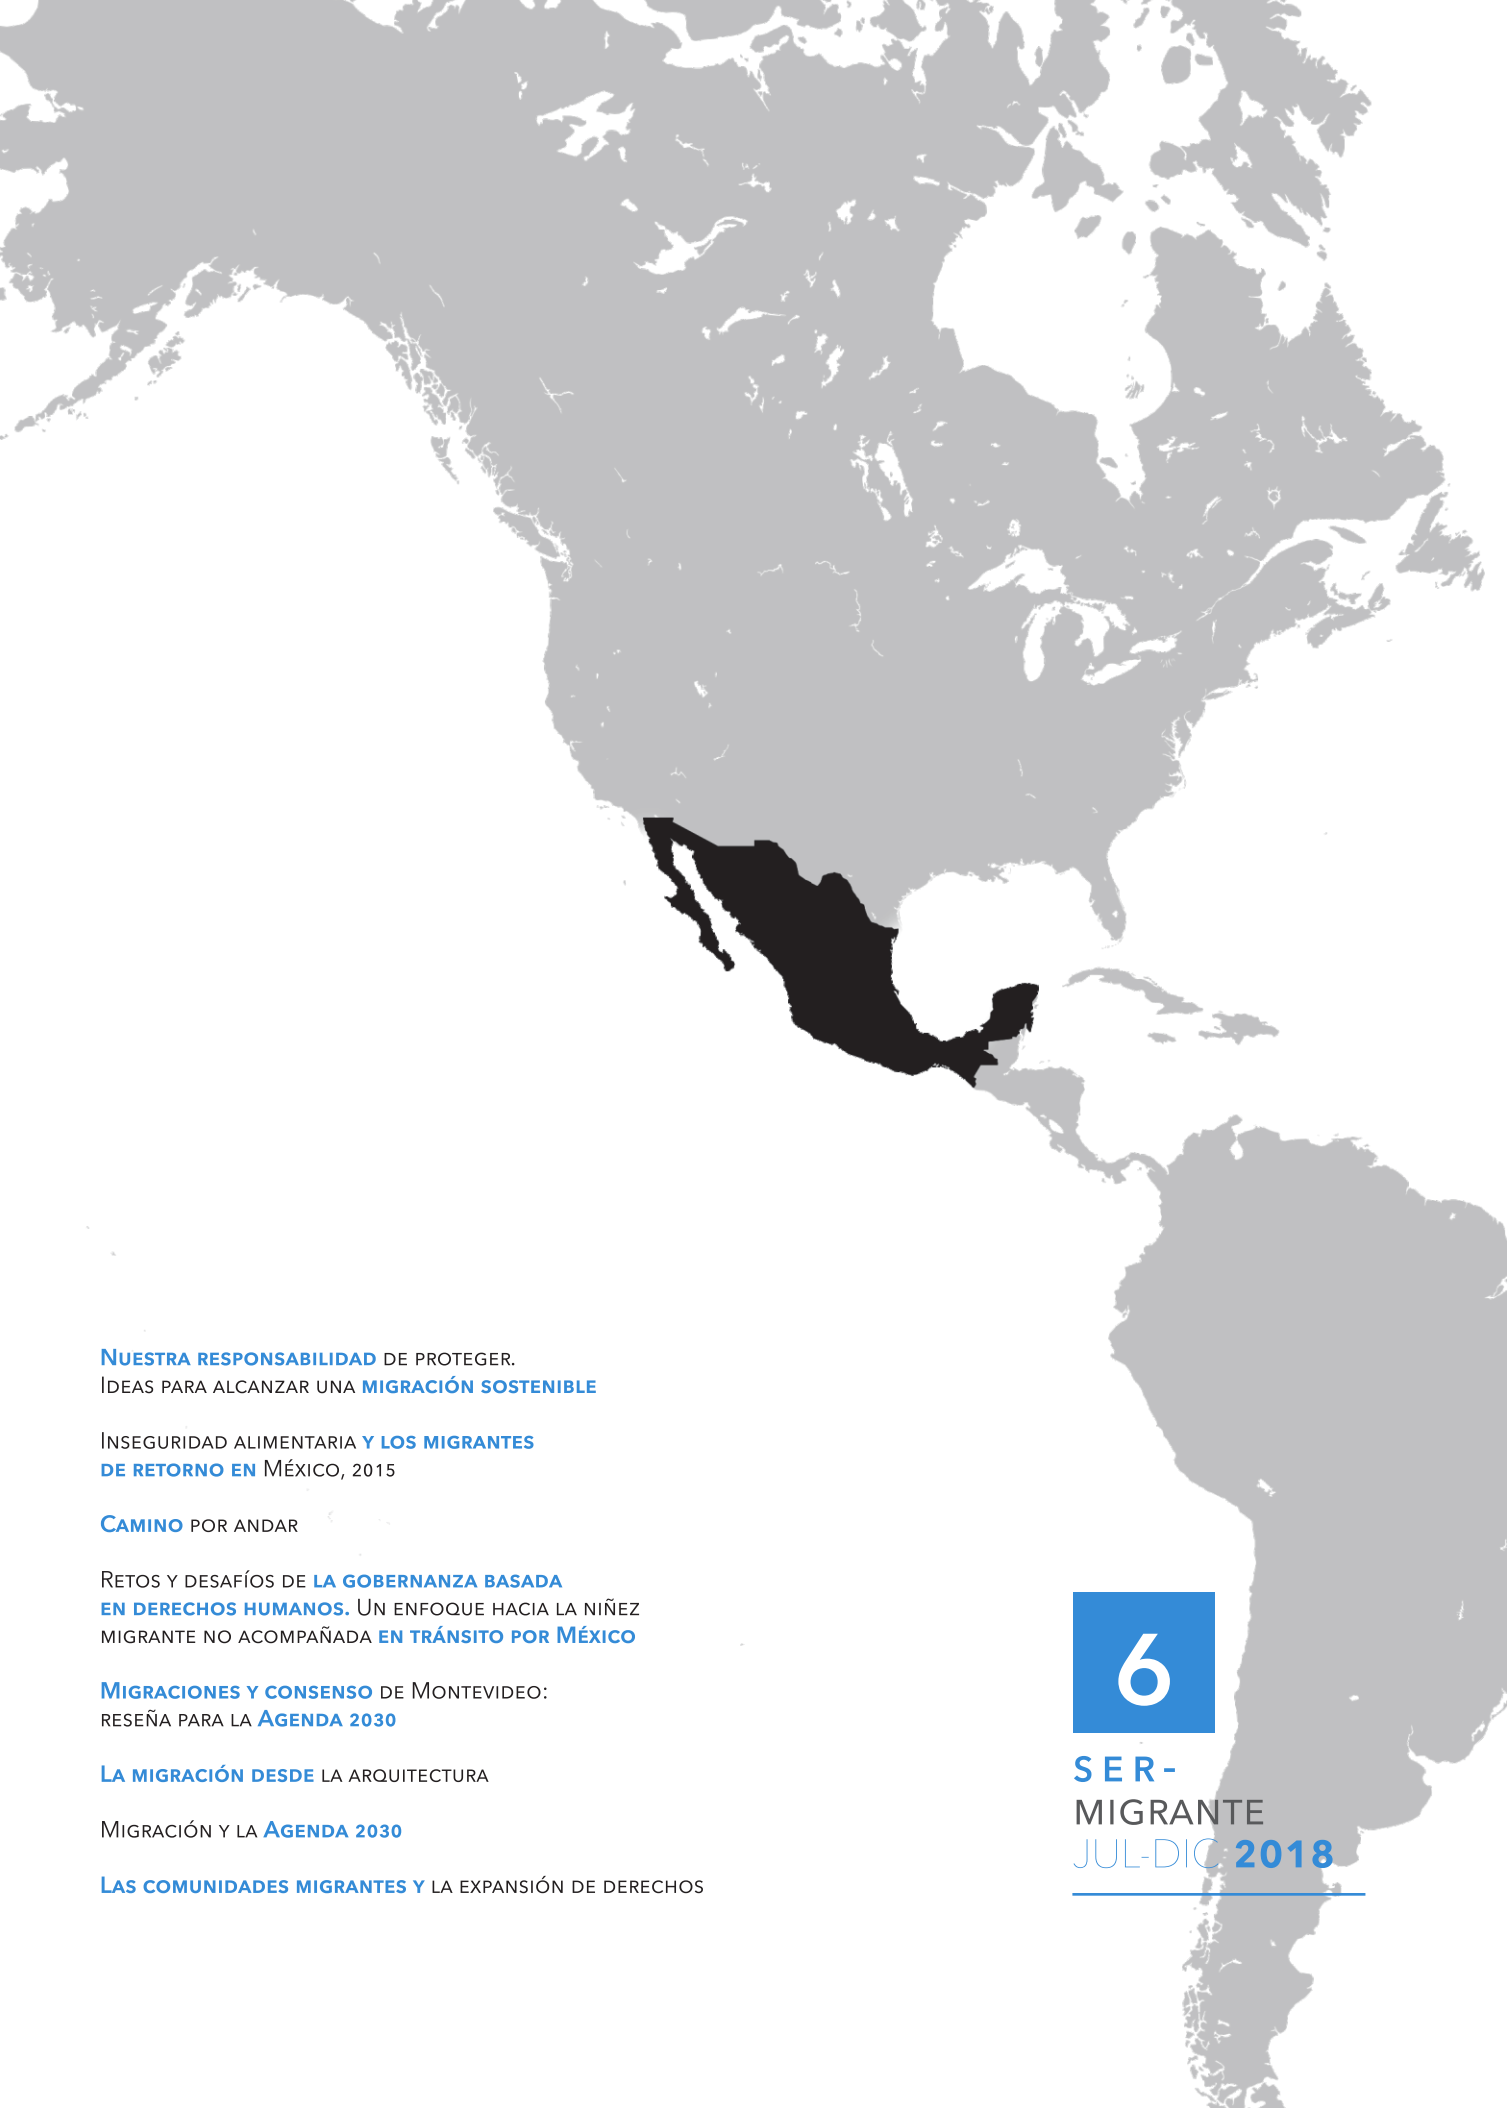 Nuestra responsabilidad de proteger.
Ideas para alcanzar una migración sostenible
Inseguridad alimentaria y los migrantes
de retorno en México, 2015
Camino por andar
Retos y desafíos de la gobernanza basada
en derechos humanos. Un enfoque hacia la niñez
migrante no acompañada en tránsito por México
Migraciones y consenso de Montevideo:
reseña para la Agenda 2030
La migración desde la arquitectura
Migración y la Agenda 2030
Las comunidades migrantes y la expansión de derechos
6
SER-
MIGRANTE
JUL-DIC 2018